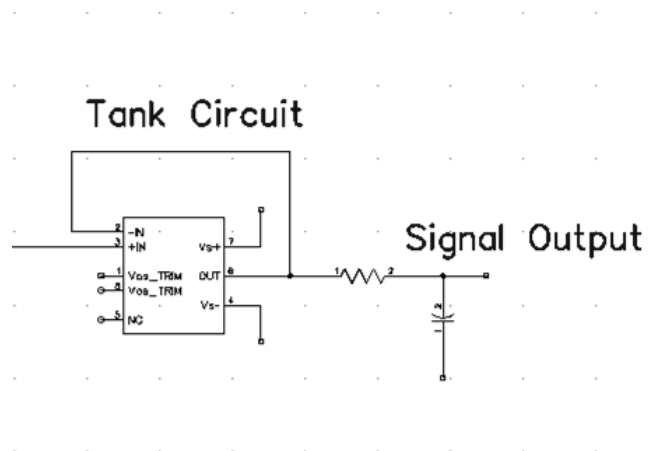 Tank Circuit
Signal Output
2 -IN
3 +IN
Vs+ 7
1 Vos_TRIM
OUT 6
1 2
8 Vos_TRIM
Vs- 4
5 NC
2
1